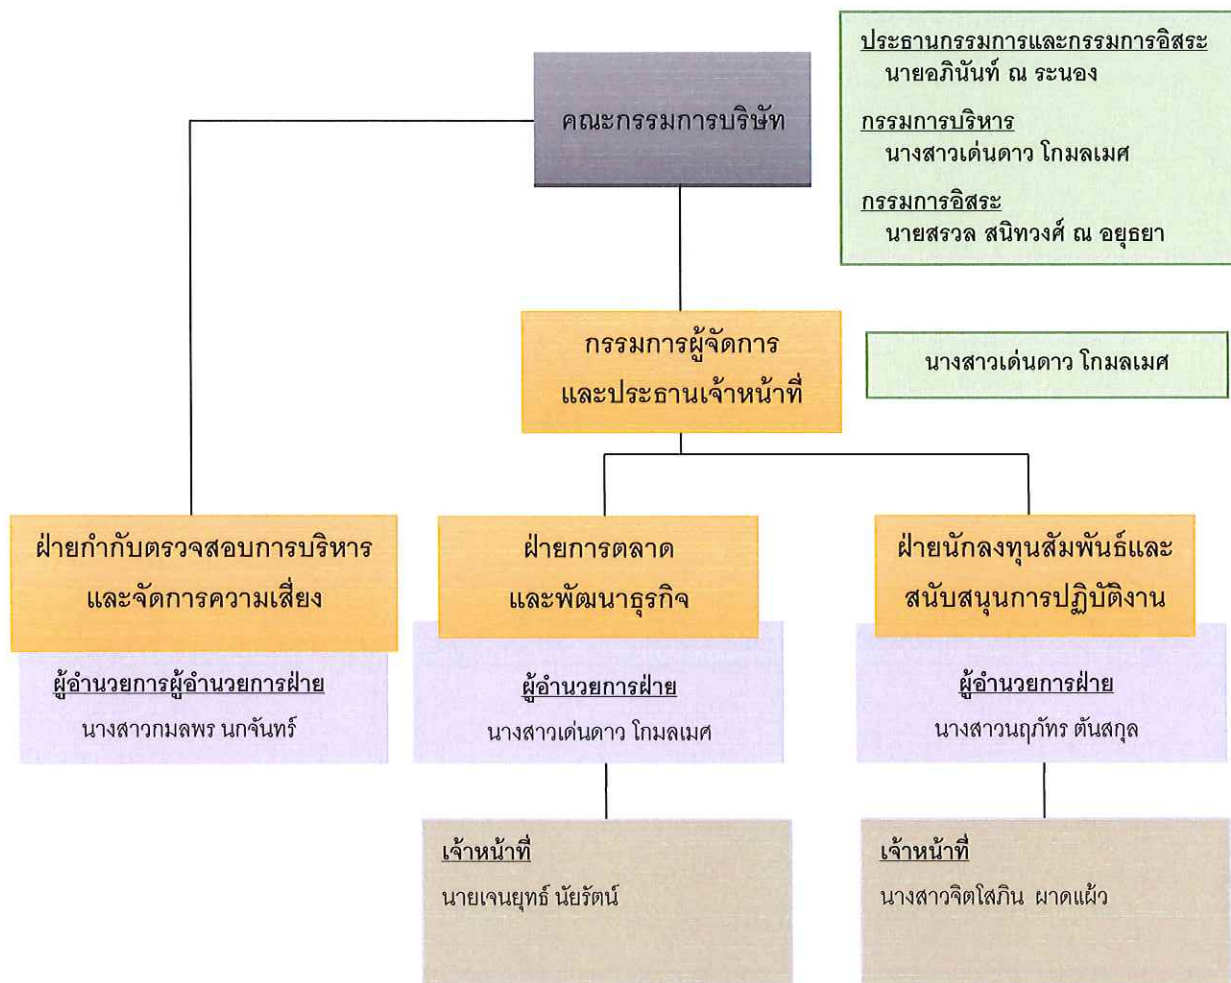 คณะกรรมการบริษัท
ประธานกรรมการและกรรมการอิสระ
นายอภินันท์ ณ ระนอง
กรรมการบริหาร
นางสาวเด่นดาว โกมลเมศ
กรรมการอิสระ
นายสรวล สนิทวงศ์ ณ อยุธยา
กรรมการผู้จัดการ
และประธานเจ้าหน้าที่
นางสาวเด่นดาว โกมลเมศ
ฝ่ายกำกับตรวจสอบการบริหาร
และจัดการความเสี่ยง
ผู้อำนวยการผู้อำนวยการฝ่าย
นางสาวกมลพร นกจันทร์
ฝ่ายการตลาด
และพัฒนาธุรกิจ
ผู้อำนวยการฝ่าย
นางสาวเด่นดาว โกมลเมศ
เจ้าหน้าที่
นายเจนยุทธ์ นัยรัตน์
ฝ่ายนักลงทุนสัมพันธ์และ
สนับสนุนการปฏิบัติงาน
ผู้อำนวยการฝ่าย
นางสาวนฤภัทร ตันสกุล
เจ้าหน้าที่
นางสาวจิตโสภิน ผาดแผ้ว